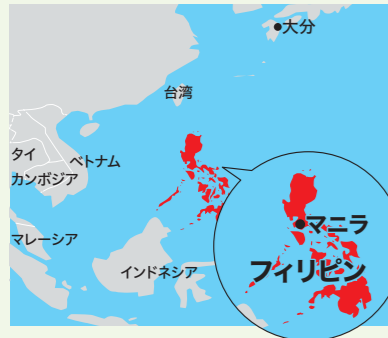 大分
台湾
タイ
ベトナム
カンボジア
マレーシア
インドネシア
マニラ
フィリピン